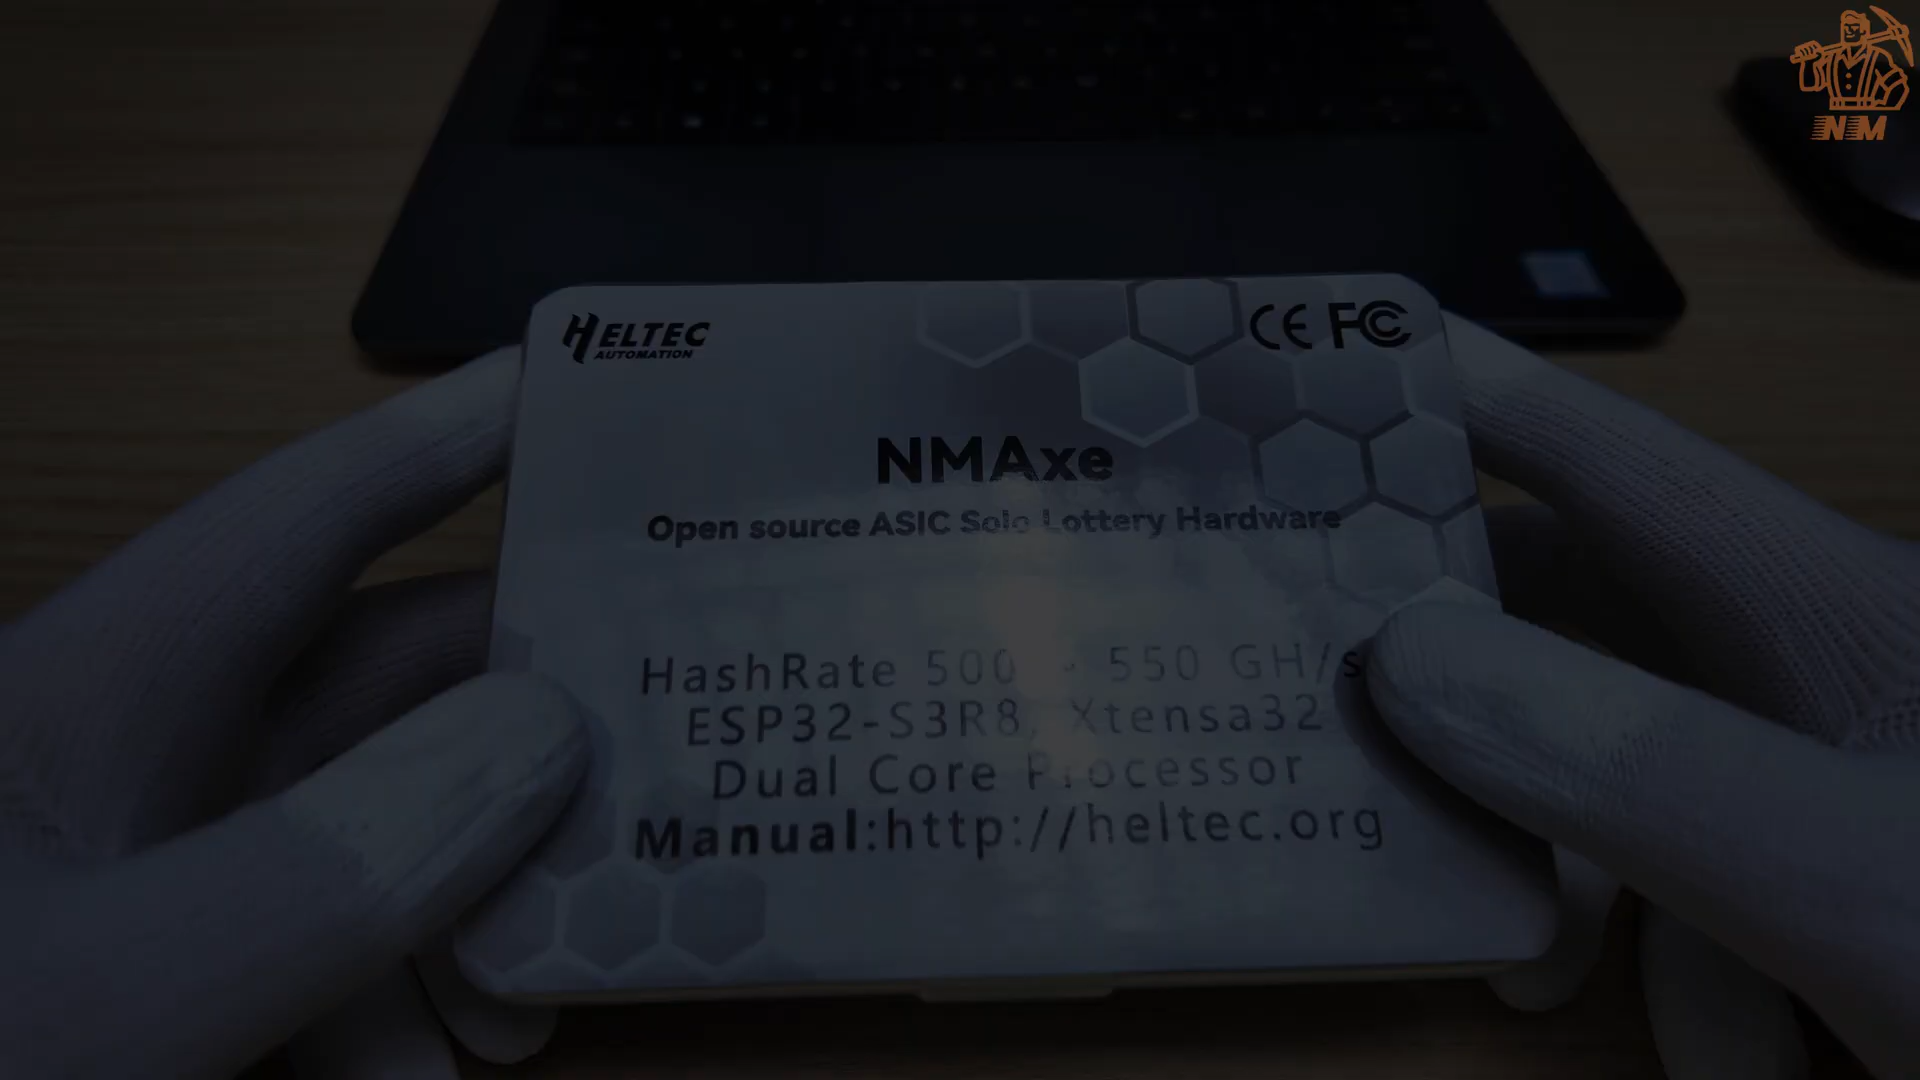 NM
HELTEC
AUTOMATION
CE FC
NMAxe
Open source ASIC Solo Lottery Hardware
HashRate 500 - 550 GH/s
ESP32-S3R8, Xtensa32
Dual Core Processor
Manual:http://heltec.org